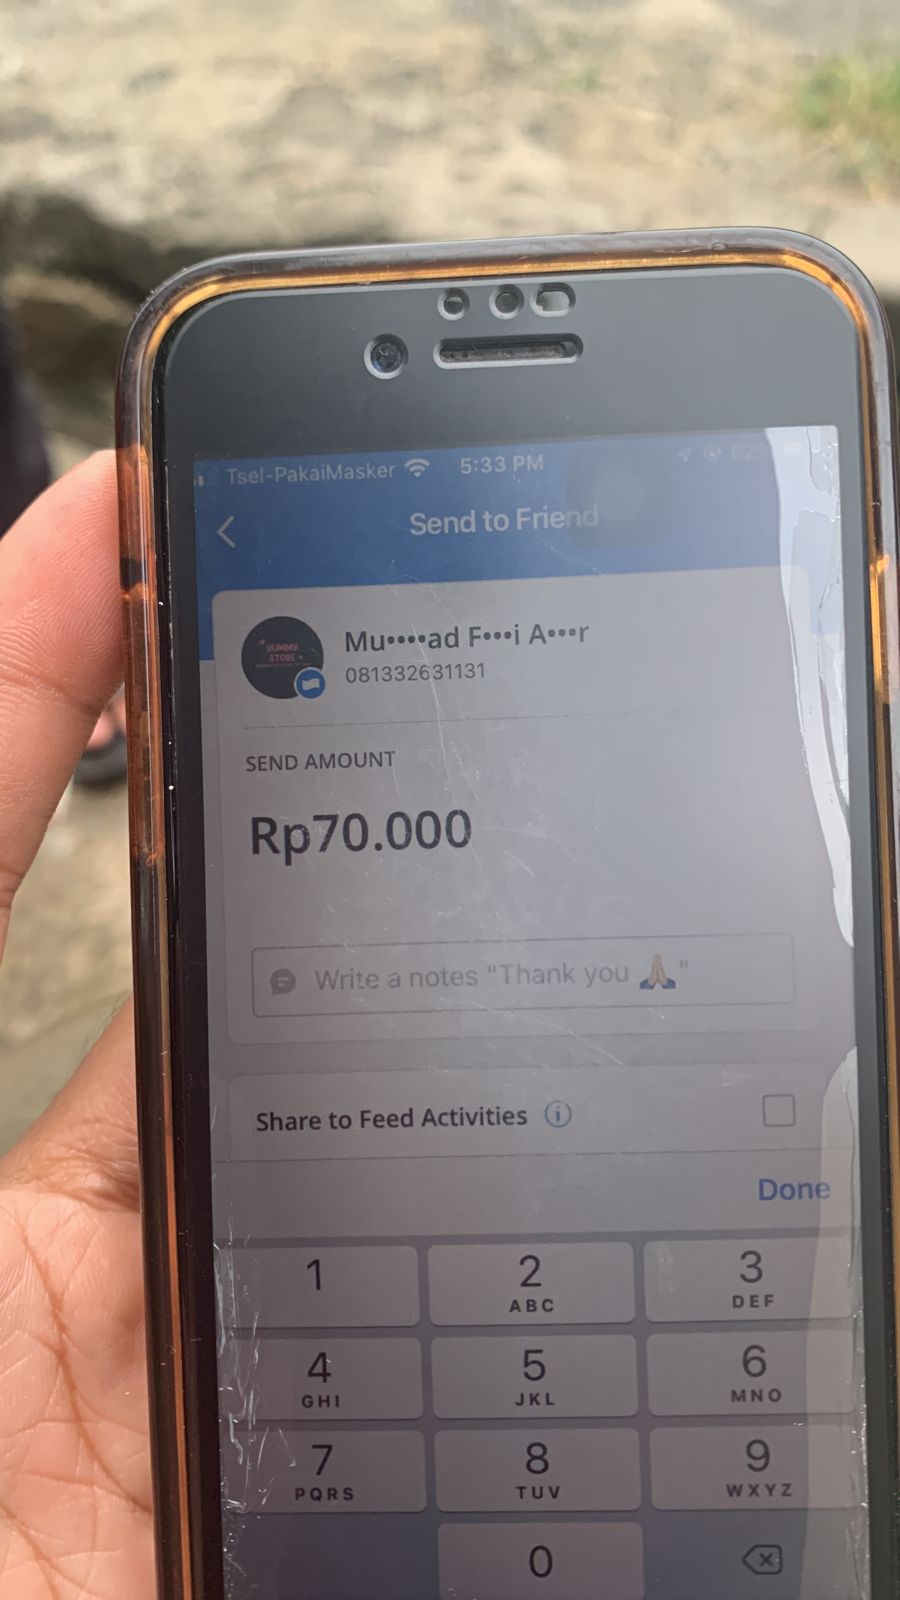 Tsel-PakaiMasker 5:33 PM 62
Send to Friend
YUMMY
STORE
Mu••••ad F•••i A•••r
081332631131
SEND AMOUNT
Rp70.000
Write a notes "Thank you 🙏"
Share to Feed Activities
Done
1 2 3
ABC DEF
4 5 6
GHI JKL MNO
7 8 9
PQRS TUV WXYZ
0